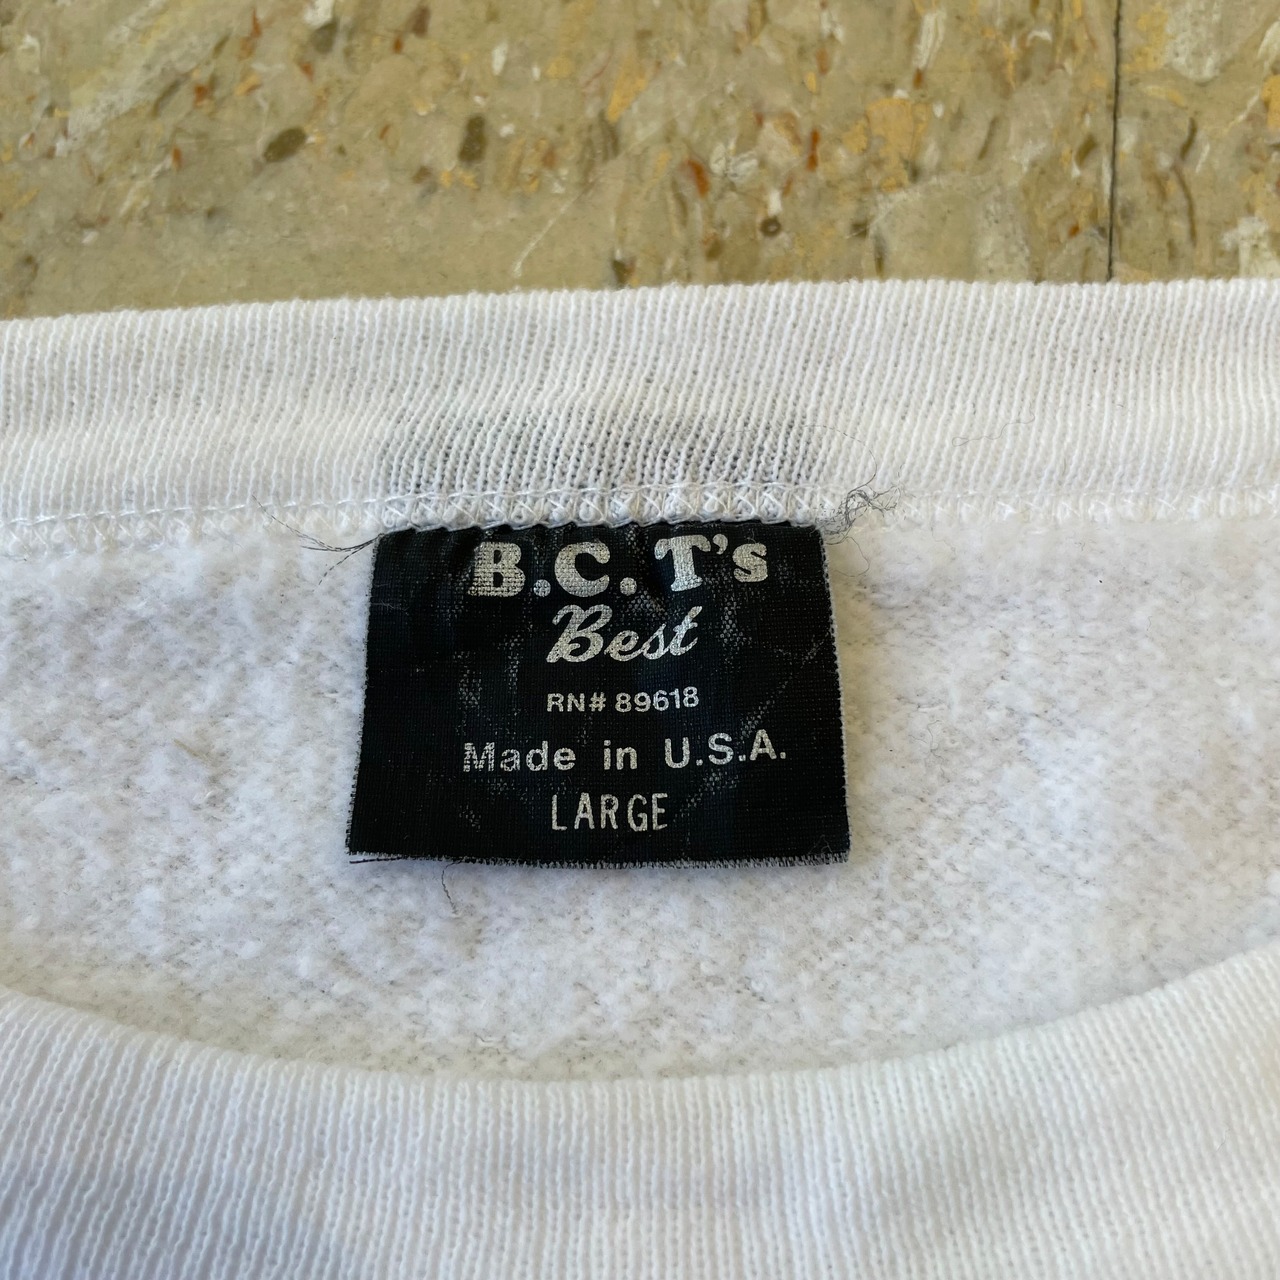 B.C. T's
Best
RN# 89618
Made in U.S.A.
LARGE